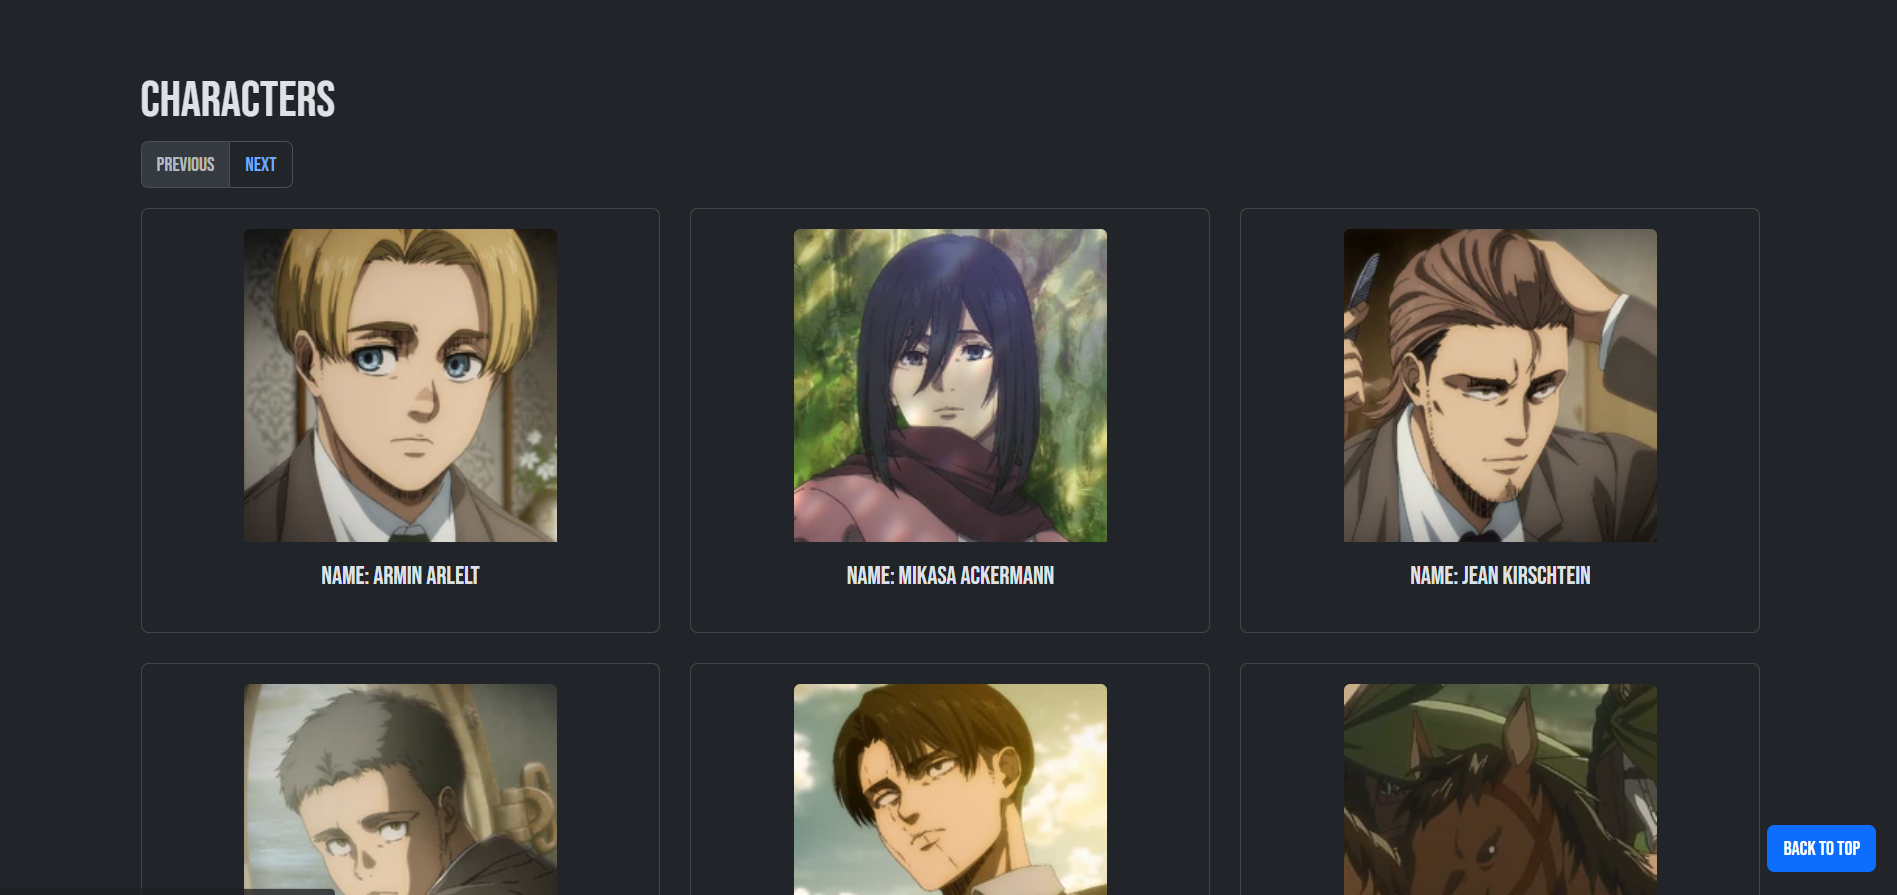 CHARACTERS
PREVIOUS NEXT
NAME: ARMIN ARLELT
NAME: MIKASA ACKERMANN
NAME: JEAN KIRSCHTEIN
BACK TO TOP